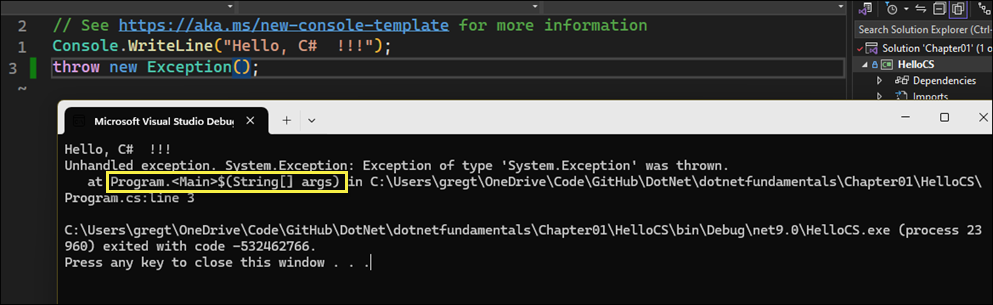 2 // See https://aka.ms/new-console-template for more information
1 Console.WriteLine("Hello, C#  !!!");
3 throw new Exception();
~
Search Solution Explorer (Ctrl-
Solution 'Chapter01' (1 o
HelloCS
Dependencies
Imports
Microsoft Visual Studio Debu
Hello, C#  !!!
Unhandled exception. System.Exception: Exception of type 'System.Exception' was thrown.
at Program.<Main>$(String[] args) in C:\Users\gregt\OneDrive\Code\GitHub\DotNet\dotnetfundamentals\Chapter01\HelloCS\
Program.cs:line 3
C:\Users\gregt\OneDrive\Code\GitHub\DotNet\dotnetfundamentals\Chapter01\HelloCS\bin\Debug\net9.0\HelloCS.exe (process 23
960) exited with code -532462766.
Press any key to close this window . . .